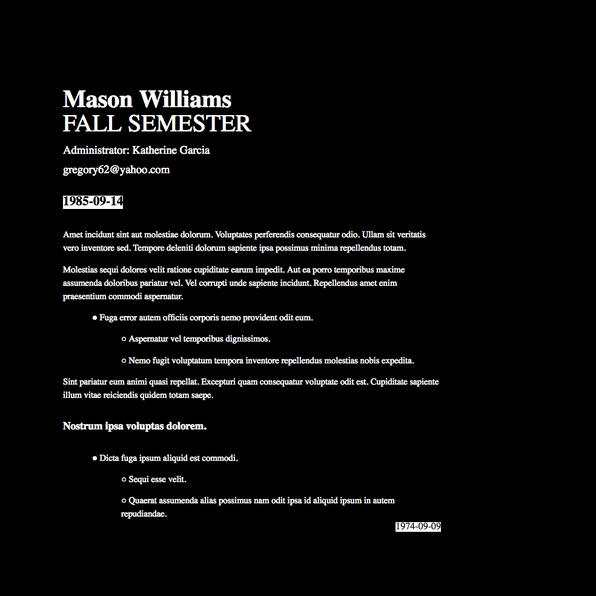 Mason Williams
FALL SEMESTER
Administrator: Katherine Garcia
gregory62@yahoo.com
1985-09-14
Amet incidunt sint aut molestiae dolorum. Voluptates perferendis consequatur odio. Ullam sit veritatis
vero inventore sed. Tempore deleniti dolorum sapiente ipsa possimus minima repellendus totam.
Molestias sequi dolores velit ratione cupiditate earum impedit. Aut ea porro temporibus maxime
assumenda doloribus pariatur vel. Vel corrupti unde sapiente incidunt. Repellendus amet enim
praesentium commodi aspernatur.
● Fuga error autem officiis corporis nemo provident odit eum.
○ Aspernatur vel temporibus dignissimos.
○ Nemo fugit voluptatum tempora inventore repellendus molestias nobis expedita.
Sint pariatur eum animi quasi repellat. Excepturi quam consequatur voluptate odit est. Cupiditate sapiente
illum vitae reiciendis quidem totam saepe.
Nostrum ipsa voluptas dolorem.
● Dicta fuga ipsum aliquid est commodi.
○ Sequi esse velit.
○ Quaerat assumenda alias possimus nam odit ipsa id aliquid ipsum in autem
repudiandae.
1974-09-09